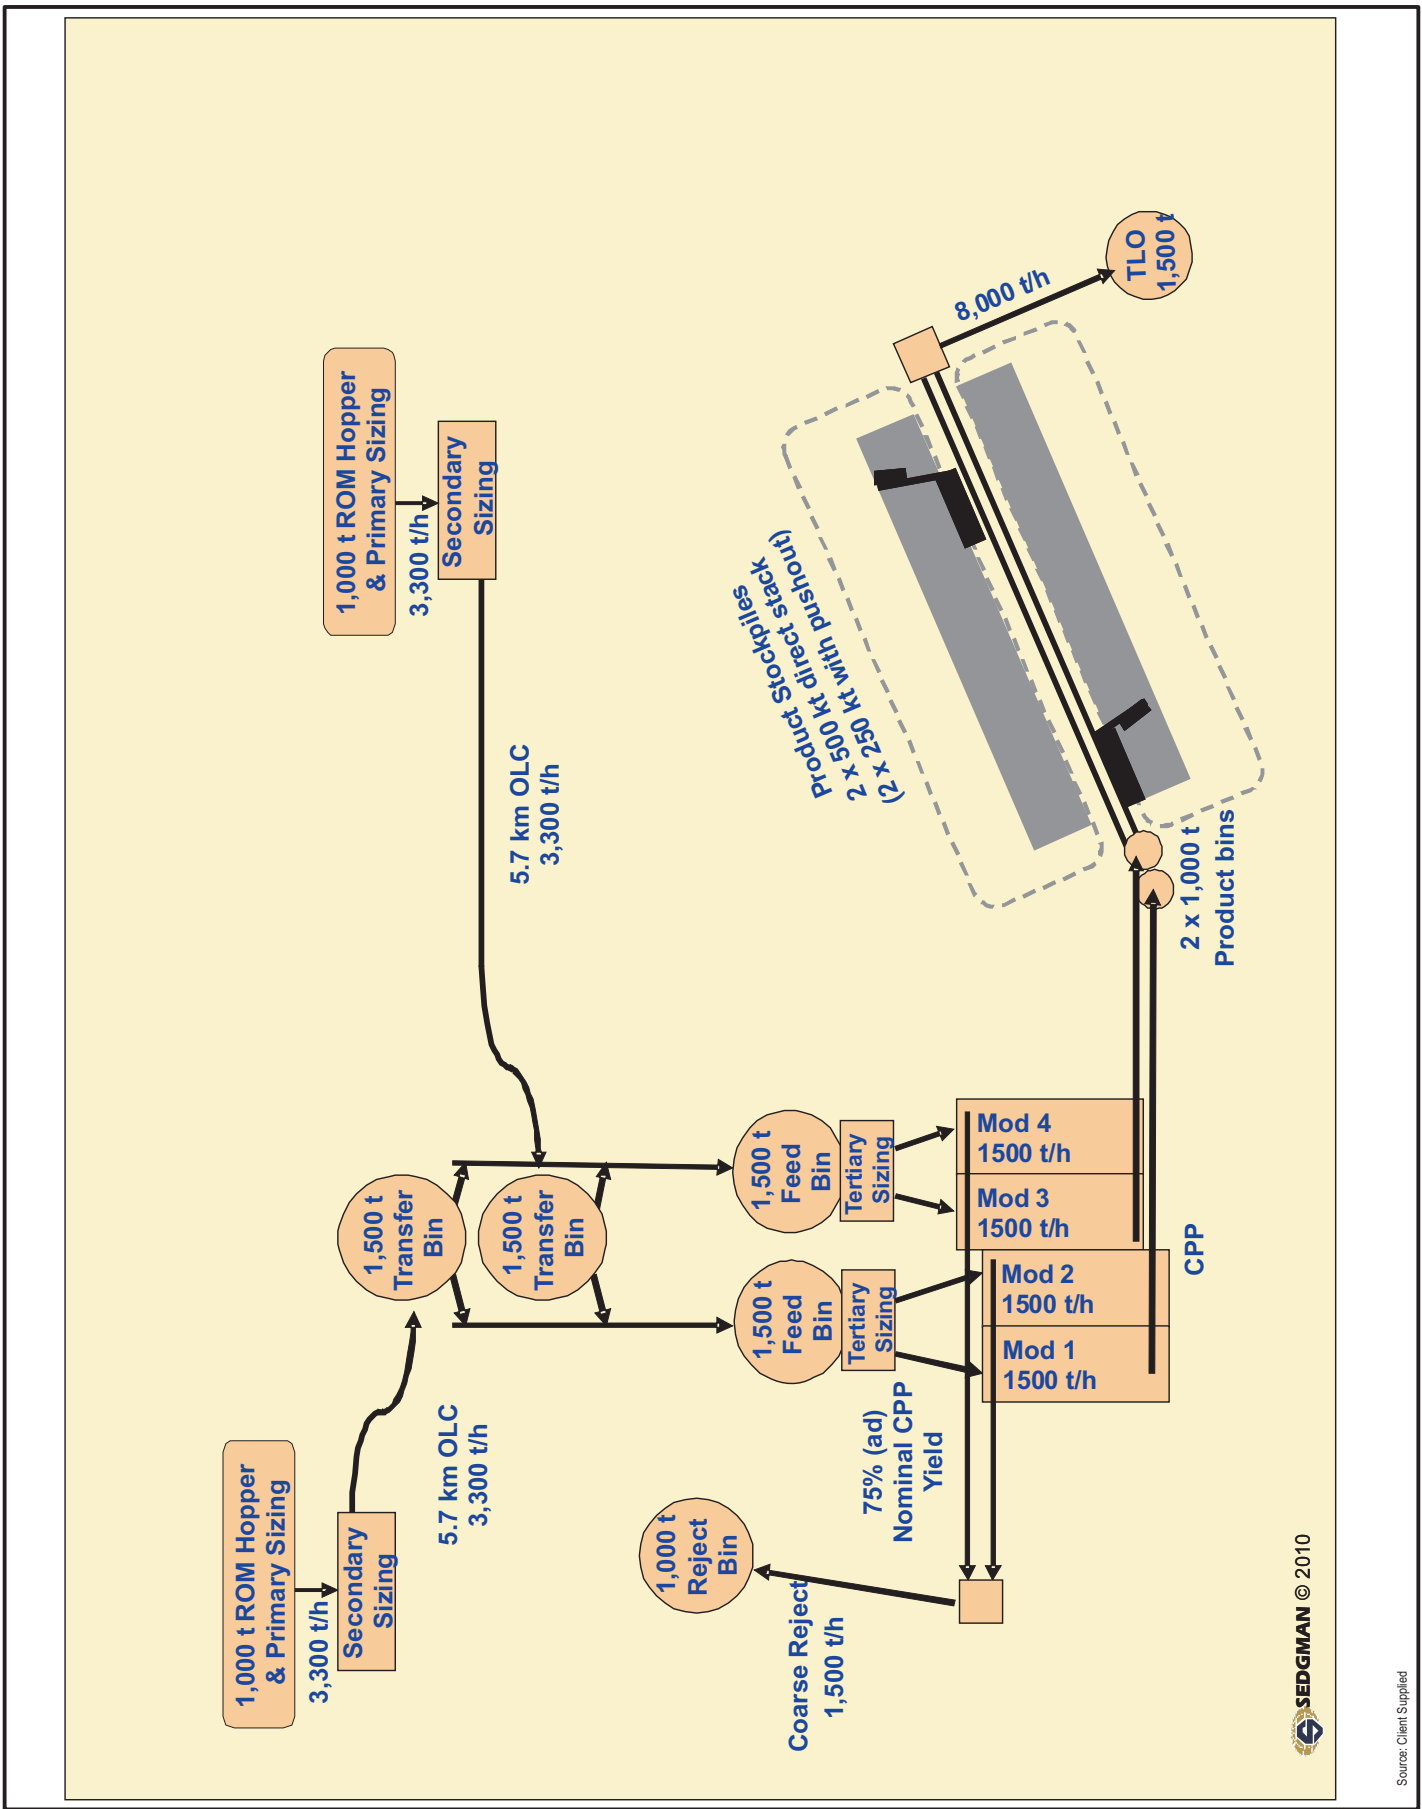 1,000 t ROM Hopper
& Primary Sizing
3,300 t/h
Secondary
Sizing
5.7 km OLC
3,300 t/h
1,000 t ROM Hopper
& Primary Sizing
3,300 t/h
Secondary
Sizing
5.7 km OLC
3,300 t/h
1,500 t
Transfer
Bin
1,500 t
Transfer
Bin
1,500 t
Feed
Bin
Tertiary
Sizing
1,500 t
Feed
Bin
Tertiary
Sizing
Mod 4
1500 t/h
Mod 3
1500 t/h
Mod 2
1500 t/h
Mod 1
1500 t/h
CPP
75% (ad)
Nominal CPP
Yield
1,000 t
Reject
Bin
Coarse Reject
1,500 t/h
2 x 1,000 t
Product bins
Product Stockpiles
2 x 500 kt direct stack
(2 x 250 kt with pushout)
8,000 t/h
TLO
1,500 t
SEDGMAN © 2010
Source: Client Supplied